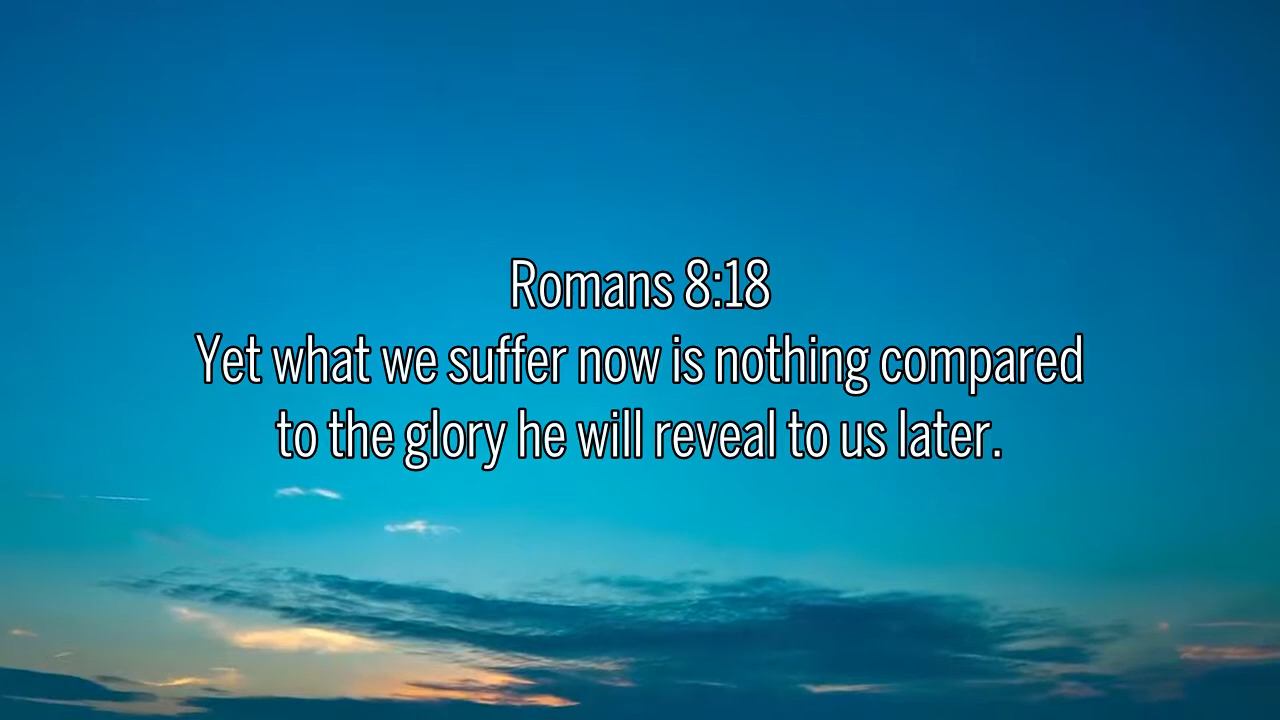 Romans 8:18
Yet what we suffer now is nothing compared
to the glory he will reveal to us later.